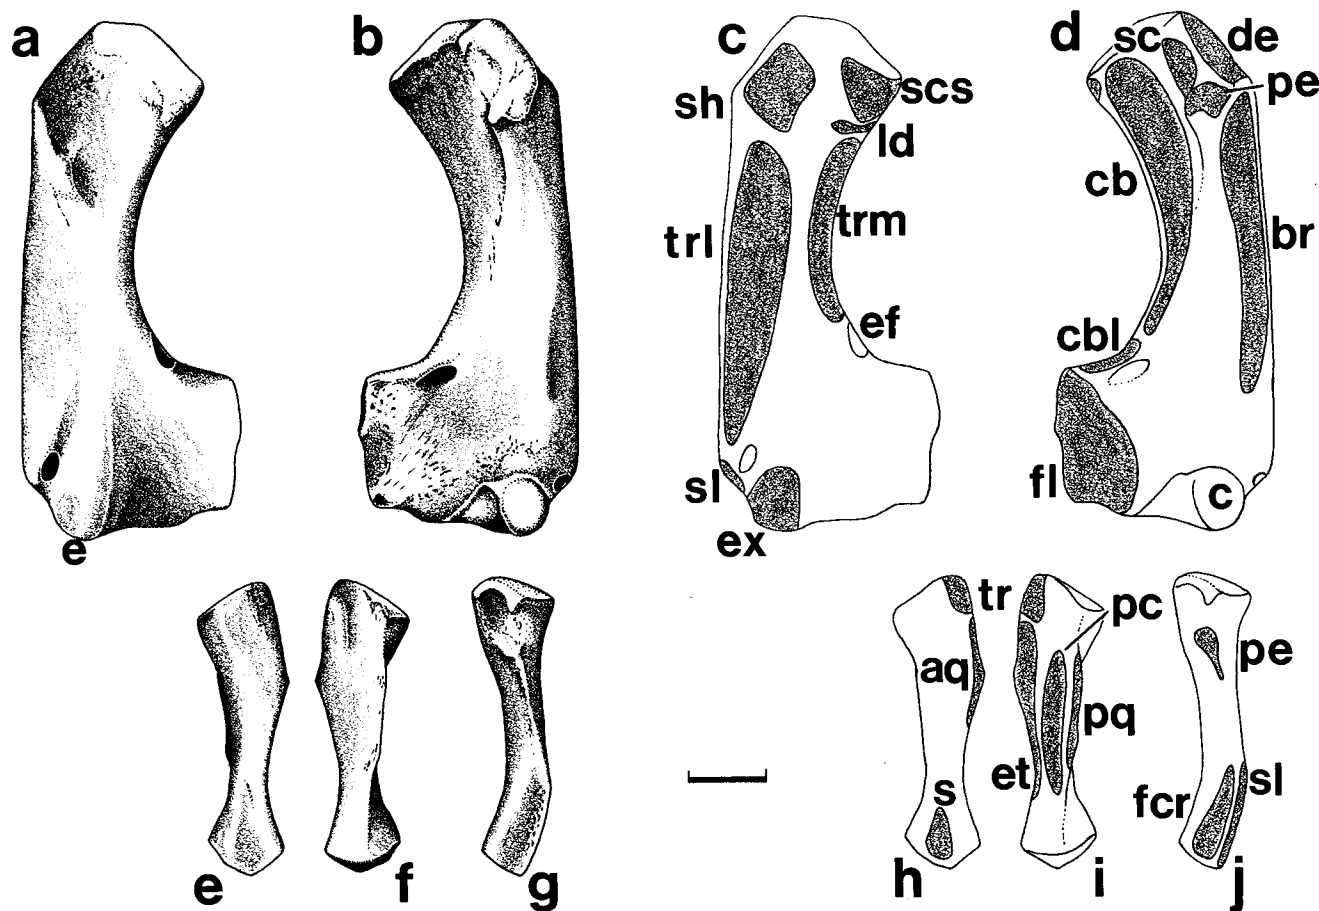 a
b
c
d
sc
de
pe
sh
scs
ld
cb
trl
trm
br
ef
cbl
sl
fl
c
ex
e
tr
pc
aq
pe
pq
et
s
sl
fcr
e
f
g
h
i
j